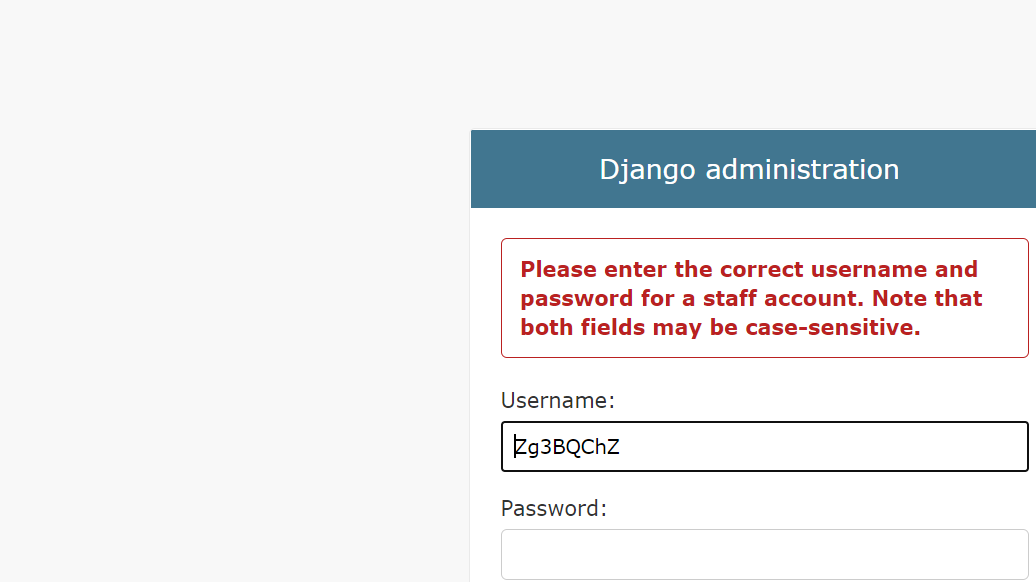 Django administration
Please enter the correct username and
password for a staff account. Note that
both fields may be case-sensitive.
Username:
Zg3BQChZ
Password: